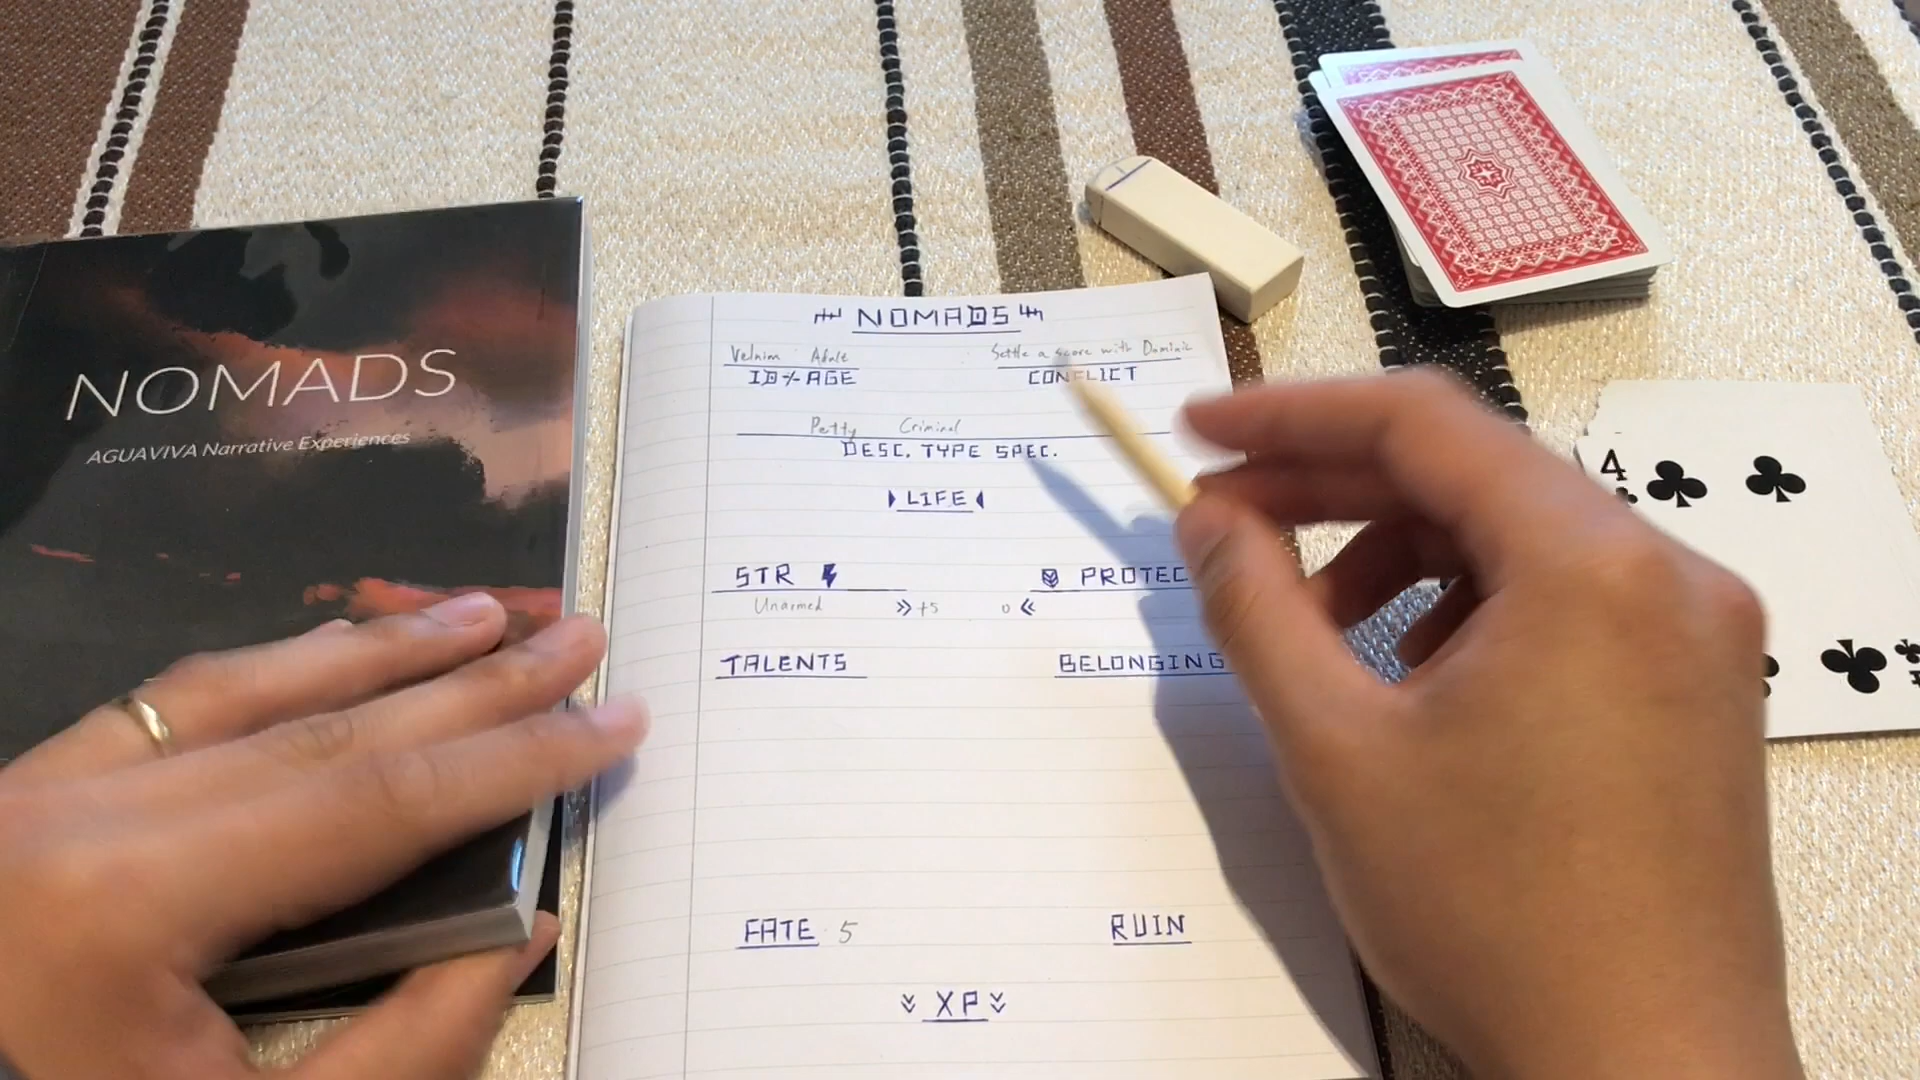 NOMADS
AGUAVIVA Narrative Experiences
NOMADS
Velnim Adult
Settle a score with Dominic
ID % AGE
CONFLICT
Petty Criminal
DESC. TYPE SPEC.
LIFE
STR
PROTEC
Unarmed >> +5
0 <<
TALENTS
BELONGING
FATE 5
RUIN
XP
4